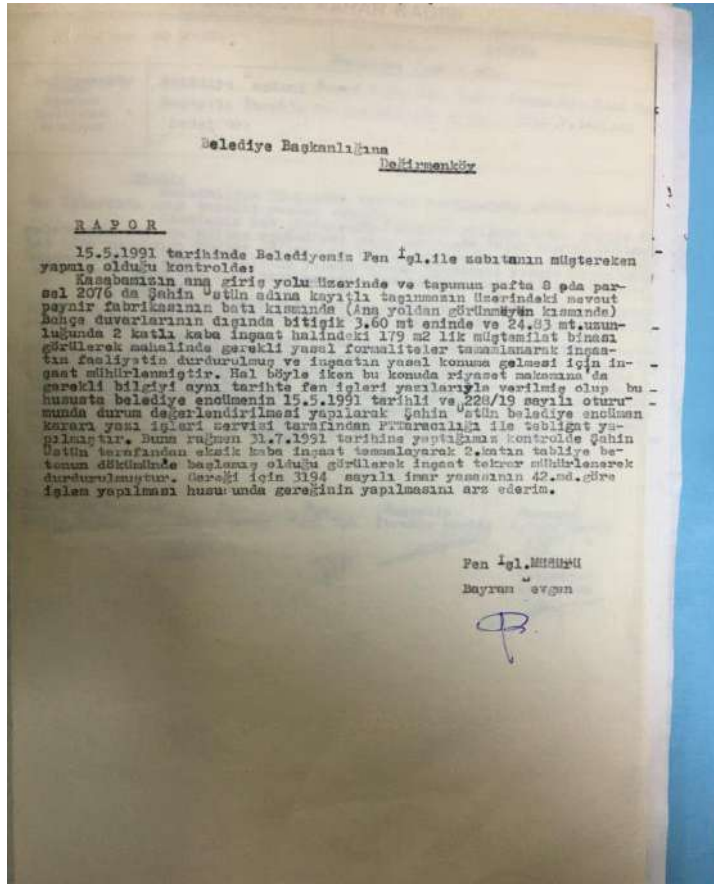 Belediye Başkanlığına
Değirmenköy
R A P O R
15.5.1991 tarihinde Belediyemiz Fen İşl.ile zabıtanın müştereken
yapmış olduğu kontrolde:
Kasabamızın ana giriş yolu üzerinde ve tapunun pafta 8 par-
sel 2076 da Şahin Üstün adına kayıtlı taşınmazın üzerindeki mevcut
peynir fabrikasının batı kısmında (Ana yoldan görünmüyen kısmında)
Bahçe duvarlarının dışında bitişik 3.60 mt eninde ve 24.83 mt.uzun-
luğunda 2 katlı kaba inşaat halindeki 179 m2 lik müştemilat binası
görülerek mahalinde gerekli yasal formaliteler tamamlanarak inşaa-
tın faaliyatin durdurulmuş ve inşaatın yasal konuma gelmesi için in-
şaat mühürlenmiştir. Hal böyle iken bu konuda riyaset makamına da
gerekli bilgiyi aynı tarihte fen işleri yazılarıyla verilmiş olup bu
hususta belediye encümenin 15.5.1991 tarihli ve 228/19 sayılı oturu-
munda durum değerlendirilmesi yapılarak Şahin Üstün belediye encümen
kararı yazı işleri servisi tarafından PTTaracılığı ile tebligat ya-
pılmıştır. Buna rağmen 31.7.1991 tarihine yaptığımız kontrolde Şahin
Üstün tarafından eksik kaba inşaat tamamlayarak 2.katın tabliye be-
tonun dökümünde başlamış olduğu görülerek inşaat tekrar mühürlenerek
durdurulmuştur. Gereği için 3194 sayılı imar yasasının 42.md.göre
işlem yapılması husu unda gereğinin yapılmasını arz ederim.
Fen İşl.
Bayram